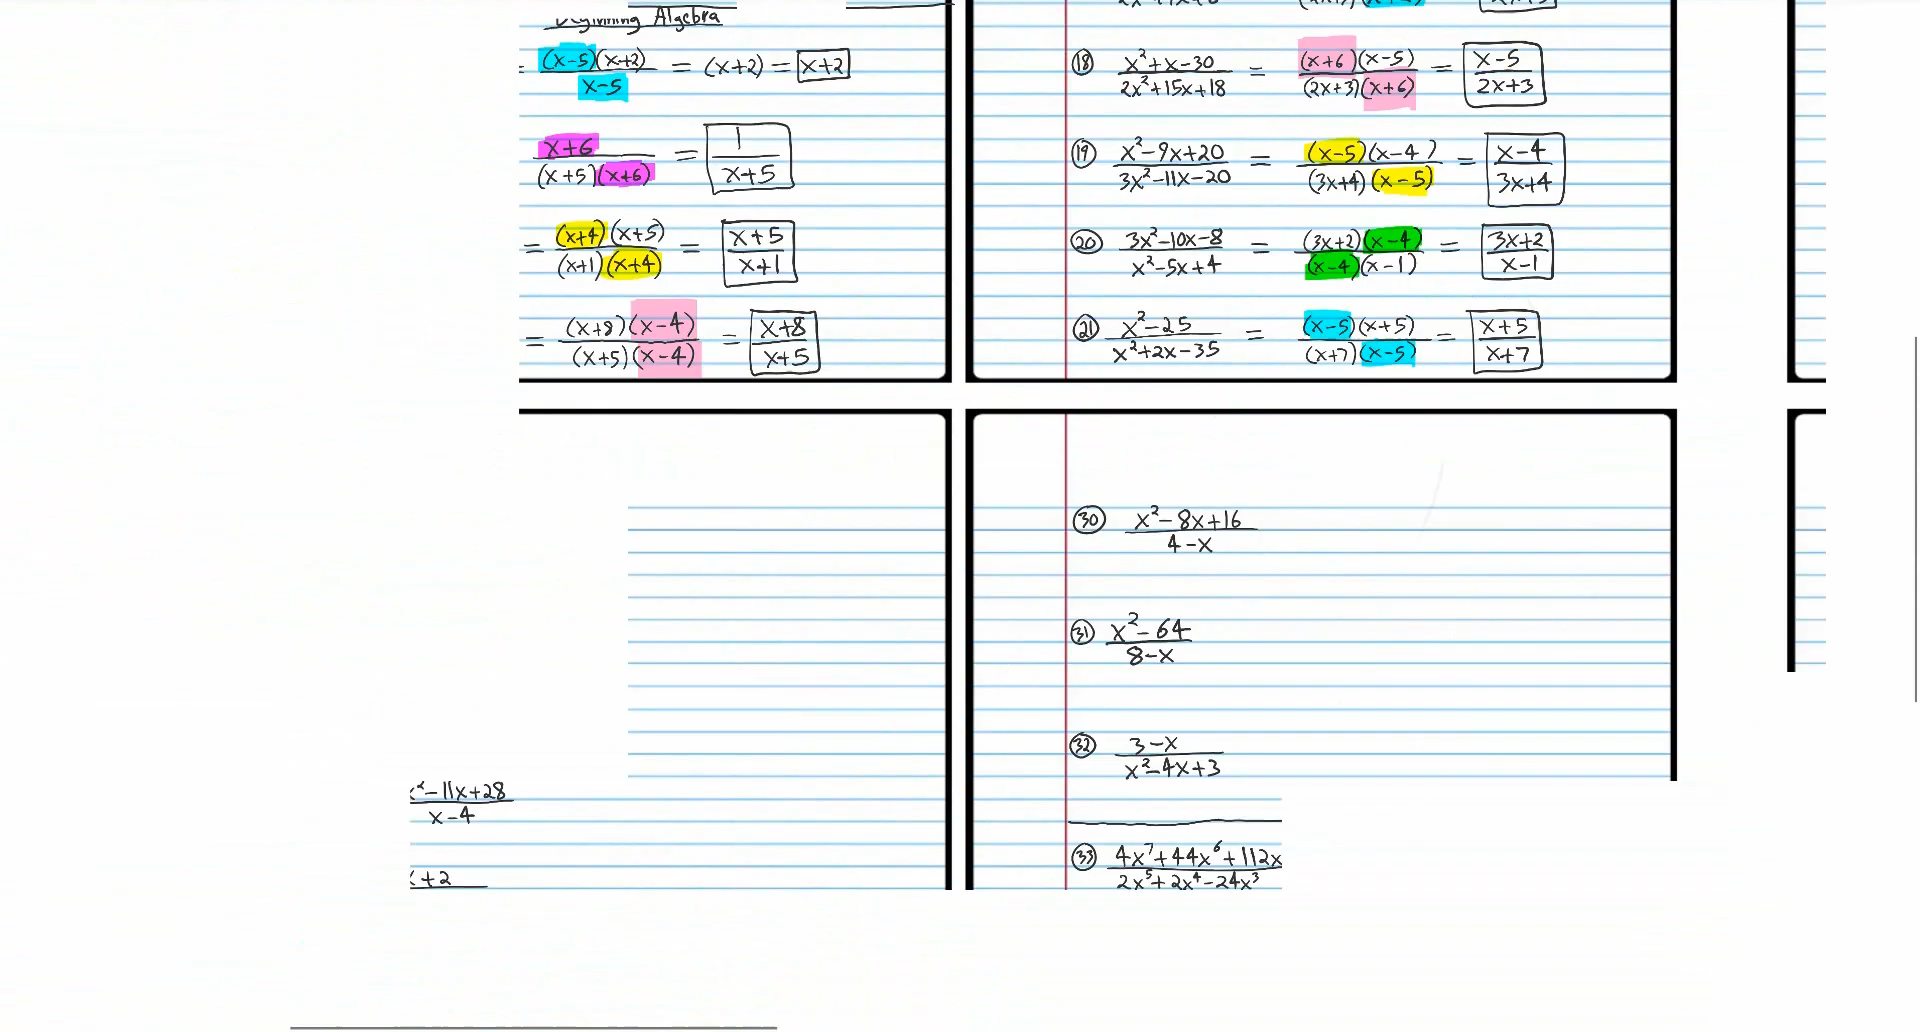 Beginning Algebra
= (x-5)(x+2) / x-5 = (x+2) = x+2
x+6 / (x+5)(x+6) = 1 / x+5
= (x+4)(x+5) / (x+1)(x+4) = x+5 / x+1
= (x+8)(x-4) / (x+5)(x-4) = x+8 / x+5
⑱ x²+x-30 / 2x²+15x+18 = (x+6)(x-5) / (2x+3)(x+6) = x-5 / 2x+3
⑲ x²-9x+20 / 3x²-11x-20 = (x-5)(x-4) / (3x+4)(x-5) = x-4 / 3x+4
⑳ 3x²-10x-8 / x²-5x+4 = (3x+2)(x-4) / (x-4)(x-1) = 3x+2 / x-1
㉑ x²-25 / x²+2x-35 = (x-5)(x+5) / (x+7)(x-5) = x+5 / x+7
x²-11x+28 / x-4
x+2
㉚ x²-8x+16 / 4-x
㉛ x²-64 / 8-x
㉜ 3-x / x²-4x+3
㉝ 4x⁷+44x⁶+112x / 2x⁵+2x⁴-24x³